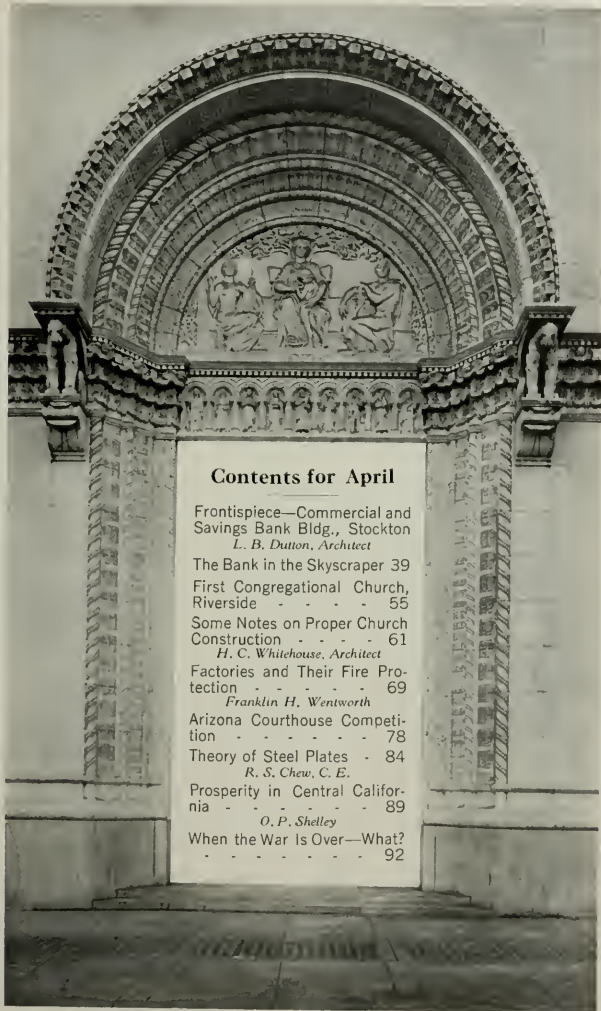 Contents for April
Frontispiece—Commercial and
Savings Bank Bldg., Stockton
L. B. Dutton, Architect
The Bank in the Skyscraper 39
First Congregational Church,
Riverside - - - - 55
Some Notes on Proper Church
Construction - - - - 61
H. C. Whitehouse, Architect
Factories and Their Fire Pro-
tection - - - - - 69
Franklin H. Wentworth
Arizona Courthouse Competi-
tion - - - - - - 78
Theory of Steel Plates - 84
R. S. Chew, C. E.
Prosperity in Central Califor-
nia - - - - - - 89
O. P. Shelley
When the War Is Over—What?
- - - - - - - 92